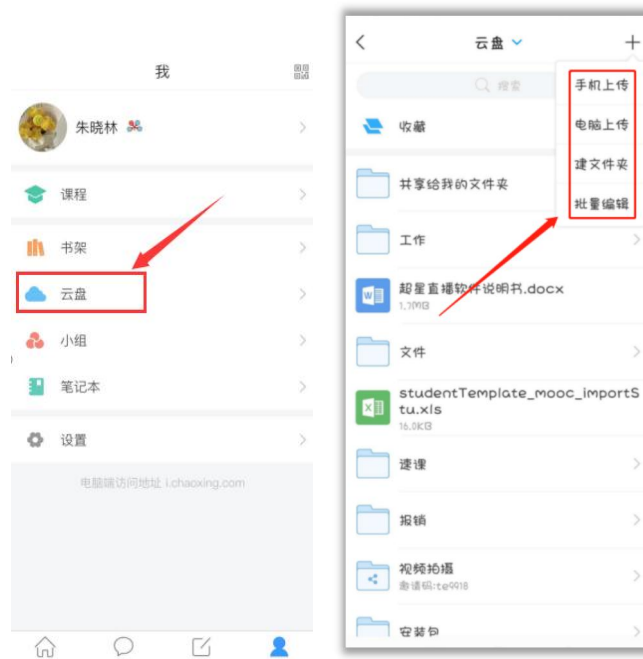 我
朱晓林
课程
书架
云盘
小组
笔记本
设置
电脑端访问地址 i.chaoxing.com
云盘
搜索
手机上传
电脑上传
建文件夹
批量编辑
收藏
共享给我的文件夹
工作
超星直播软件说明书.docx
1.7MB
文件
studentTemplate_mooc_importS
tu.xls
16.0KB
速课
报销
视频拍摄
邀请码:te9918
安装包